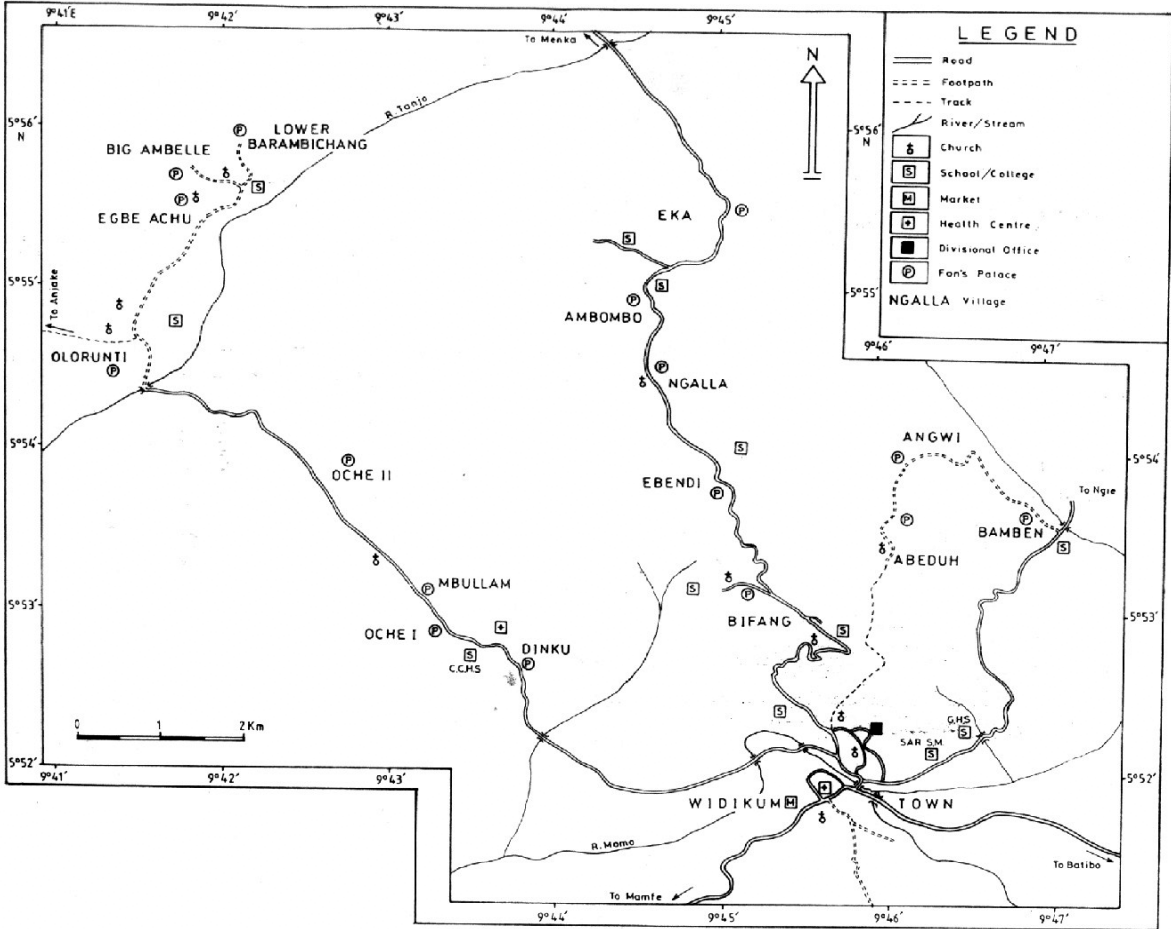 9°41'E
9°42'
9°43'
9°44'
9°45'
To Menka
N
LEGEND
Road
Footpath
Track
River/Stream
Church
S School/College
M Market
+ Health Centre
Divisional Office
P Fon's Palace
NGALLA Village
5°56'
N
5°56'
N
R. Tanjo
P LOWER
BARAMBICHANG
BIG AMBELLE
P
S
P
EGBE ACHU
EKA
P
S
5°55'
5°55'
To Anjake
S
P
AMBOMBO
S
OLORUNTI
P
P
NGALLA
9°46'
9°47'
5°54'
5°54'
P
OCHE II
S
EBENDI
P
ANGWI
P
To Ngie
P
ABEDUH
P
BAMBEN
S
5°53'
5°53'
P
MBULLAM
S
P
BIFANG
S
OCHE I
P
+
S
C.C.H.S
DINKU
P
0
1
2Km
S
G.H.S
S
SAR S.M.
S
5°52'
5°52'
9°41'
9°42'
9°43'
WIDIKUM
M
+
TOWN
R. Momo
To Mamfe
To Batibo
9°44'
9°45'
9°46'
9°47'